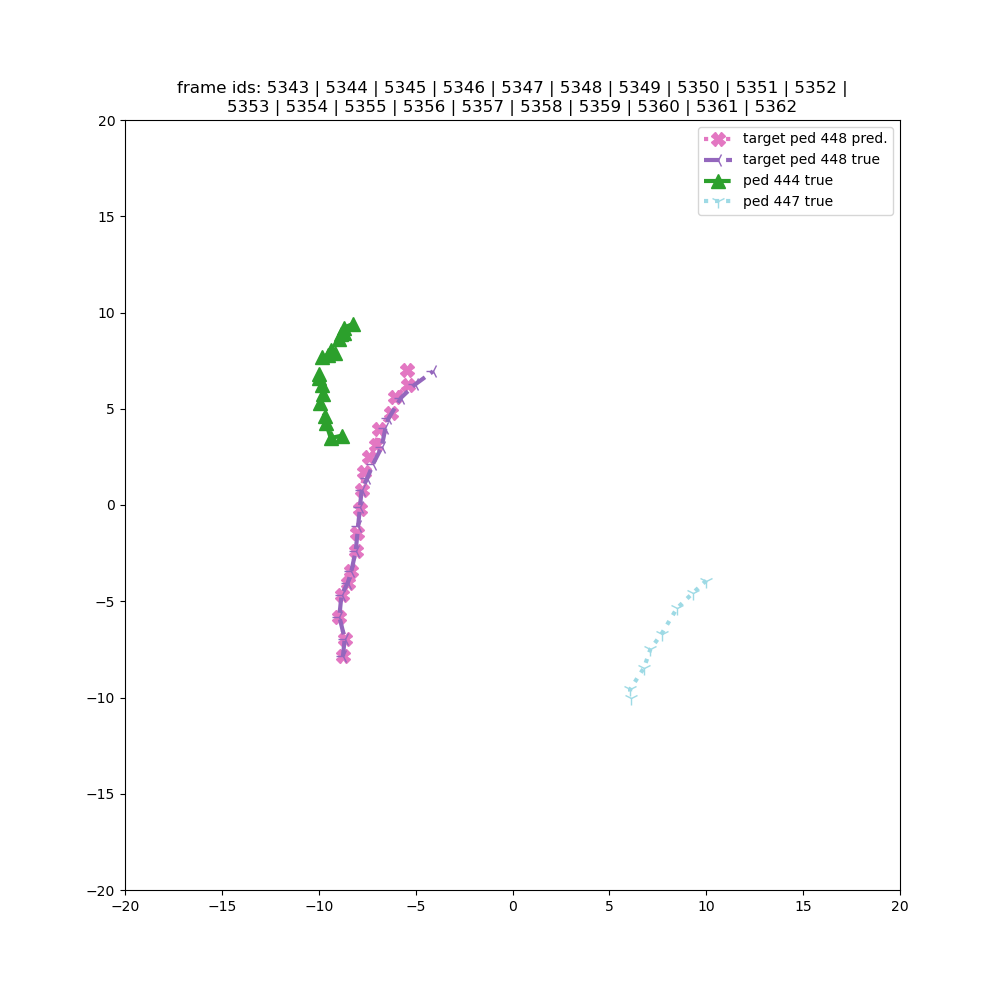 frame ids: 5343 | 5344 | 5345 | 5346 | 5347 | 5348 | 5349 | 5350 | 5351 | 5352 |
5353 | 5354 | 5355 | 5356 | 5357 | 5358 | 5359 | 5360 | 5361 | 5362
target ped 448 pred.
target ped 448 true
ped 444 true
ped 447 true
20
15
10
5
0
−5
−10
−15
−20
−20 −15 −10 −5 0 5 10 15 20